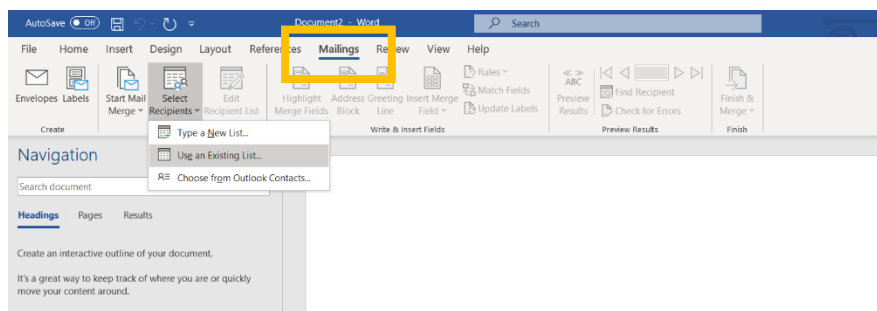 AutoSave Off Document2 - Word Search
File Home Insert Design Layout References Mailings Review View Help
Envelopes Labels Start Mail Merge Select Recipients Edit Recipient List Highlight Merge Fields Address Block Greeting Line Insert Merge Field Rules Match Fields Update Labels Preview Results ABC Find Recipient Check for Errors Finish & Merge
Create Write & Insert Fields Preview Results Finish
Type a New List...
Use an Existing List...
Choose from Outlook Contacts...
Navigation
Search document
Headings Pages Results
Create an interactive outline of your document.
It's a great way to keep track of where you are or quickly
move your content around.